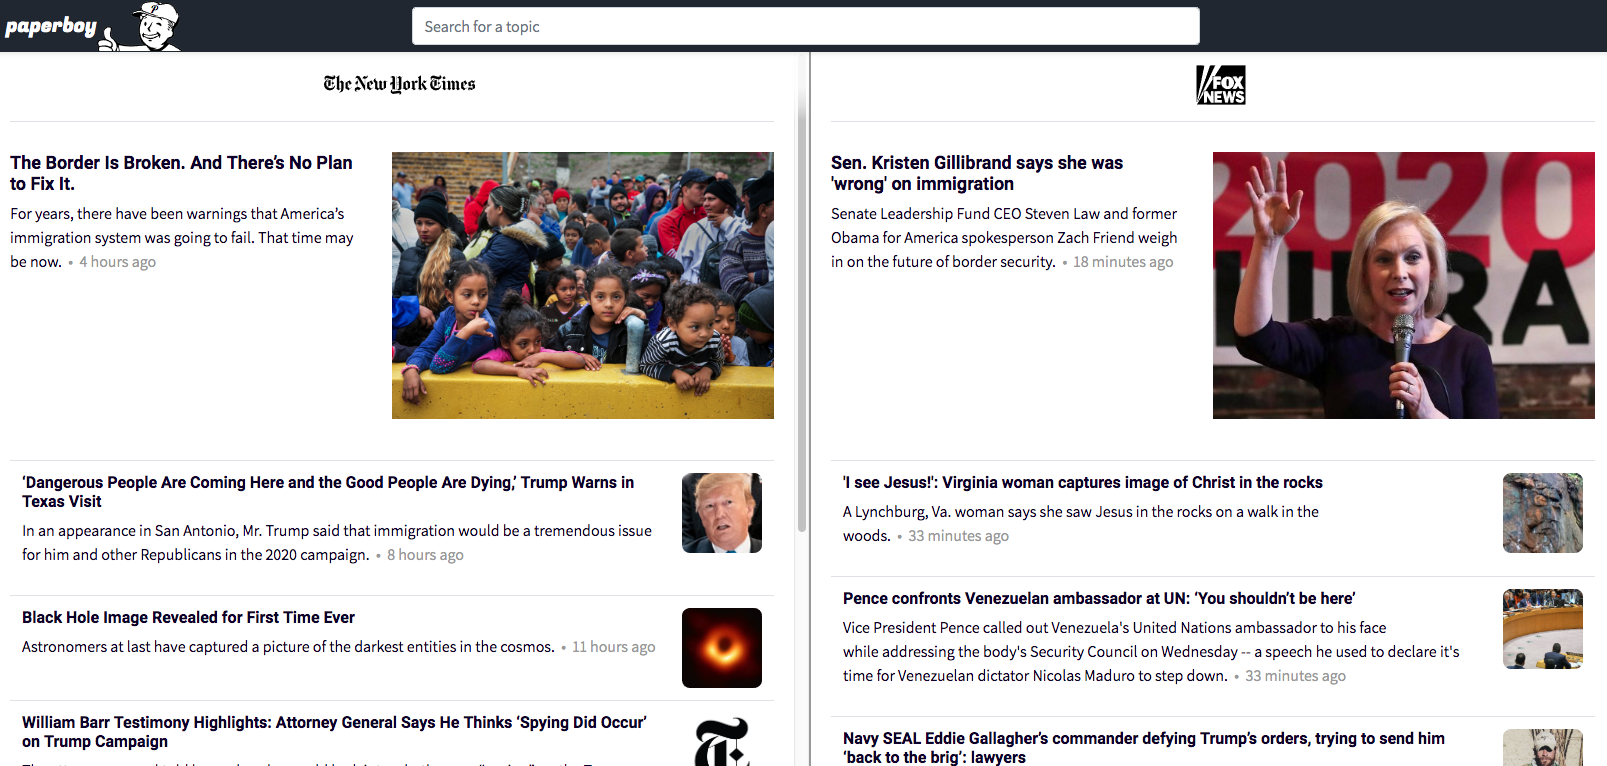 paperboy
P
Search for a topic
The New York Times
The Border Is Broken. And There's No Plan
to Fix It.
For years, there have been warnings that America's
immigration system was going to fail. That time may
be now. • 4 hours ago
‘Dangerous People Are Coming Here and the Good People Are Dying,’ Trump Warns in
Texas Visit
In an appearance in San Antonio, Mr. Trump said that immigration would be a tremendous issue
for him and other Republicans in the 2020 campaign. • 8 hours ago
Black Hole Image Revealed for First Time Ever
Astronomers at last have captured a picture of the darkest entities in the cosmos. • 11 hours ago
William Barr Testimony Highlights: Attorney General Says He Thinks ‘Spying Did Occur’
on Trump Campaign
FOX
NEWS
Sen. Kristen Gillibrand says she was
'wrong' on immigration
Senate Leadership Fund CEO Steven Law and former
Obama for America spokesperson Zach Friend weigh
in on the future of border security. • 18 minutes ago
2020
'I see Jesus!': Virginia woman captures image of Christ in the rocks
A Lynchburg, Va. woman says she saw Jesus in the rocks on a walk in the
woods. • 33 minutes ago
Pence confronts Venezuelan ambassador at UN: ‘You shouldn’t be here’
Vice President Pence called out Venezuela's United Nations ambassador to his face
while addressing the body's Security Council on Wednesday -- a speech he used to declare it's
time for Venezuelan dictator Nicolas Maduro to step down. • 33 minutes ago
Navy SEAL Eddie Gallagher’s commander defying Trump’s orders, trying to send him
‘back to the brig’: lawyers